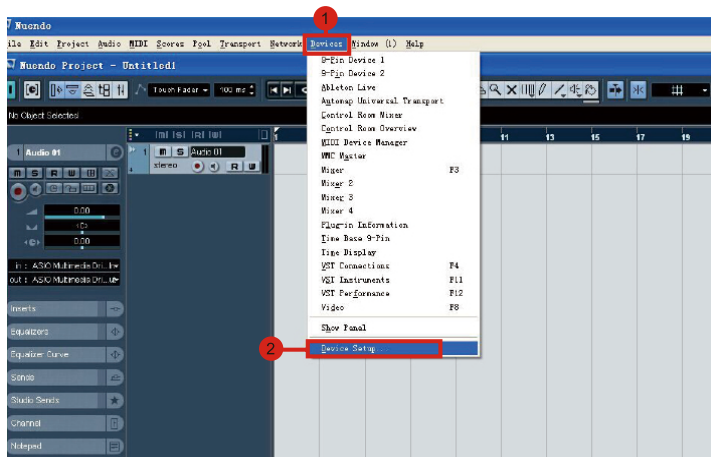 1
Nuendo
ile Edit Project Audio MIDI Scores Pool Transport Network Devices Window (1) Help
Nuendo Project - Untitled1
Touch Fader 100 ms
No Object Selected
11 13 15 17 19
1 Audio 01
1 M S Audio 01
stereo R W
M S R W
0.00
<C>
0.00
in : ASIO Multimedia Dri..
out : ASIO Multimedia Dri..
Inserts
Equalizers
Equalizer Curve
Sends
Studio Sends
Channel
Notepad
9-Pin Device 1
9-Pin Device 2
Ableton Live
Automap Universal Transport
Control Room Mixer
Control Room Overview
MIDI Device Manager
MMC Master
Mixer F3
Mixer 2
Mixer 3
Mixer 4
Plug-in Information
Time Base 9-Pin
Time Display
VST Connections F4
VST Instruments F11
VST Performance F12
Video F8
Show Panel
2
Device Setup...